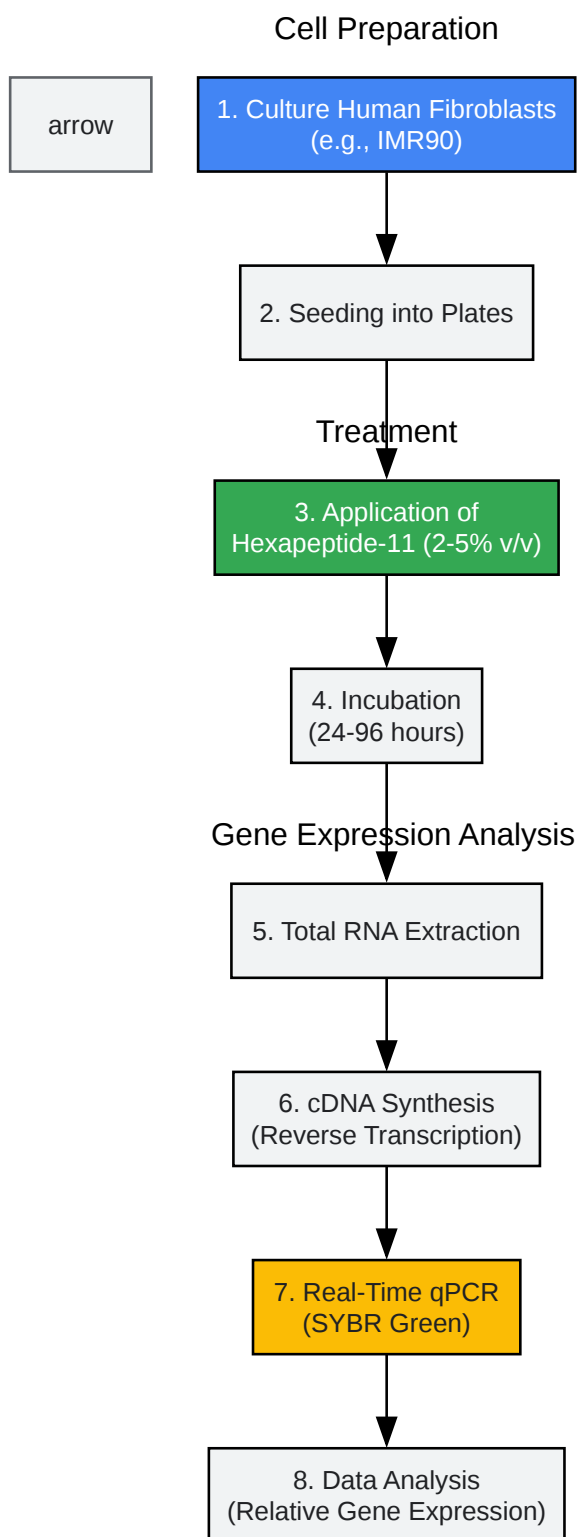 Cell Preparation
arrow
1. Culture Human Fibroblasts
(e.g., IMR90)
2. Seeding into Plates
Treatment
3. Application of
Hexapeptide-11 (2-5% v/v)
4. Incubation
(24-96 hours)
Gene Expression Analysis
5. Total RNA Extraction
6. cDNA Synthesis
(Reverse Transcription)
7. Real-Time qPCR
(SYBR Green)
8. Data Analysis
(Relative Gene Expression)